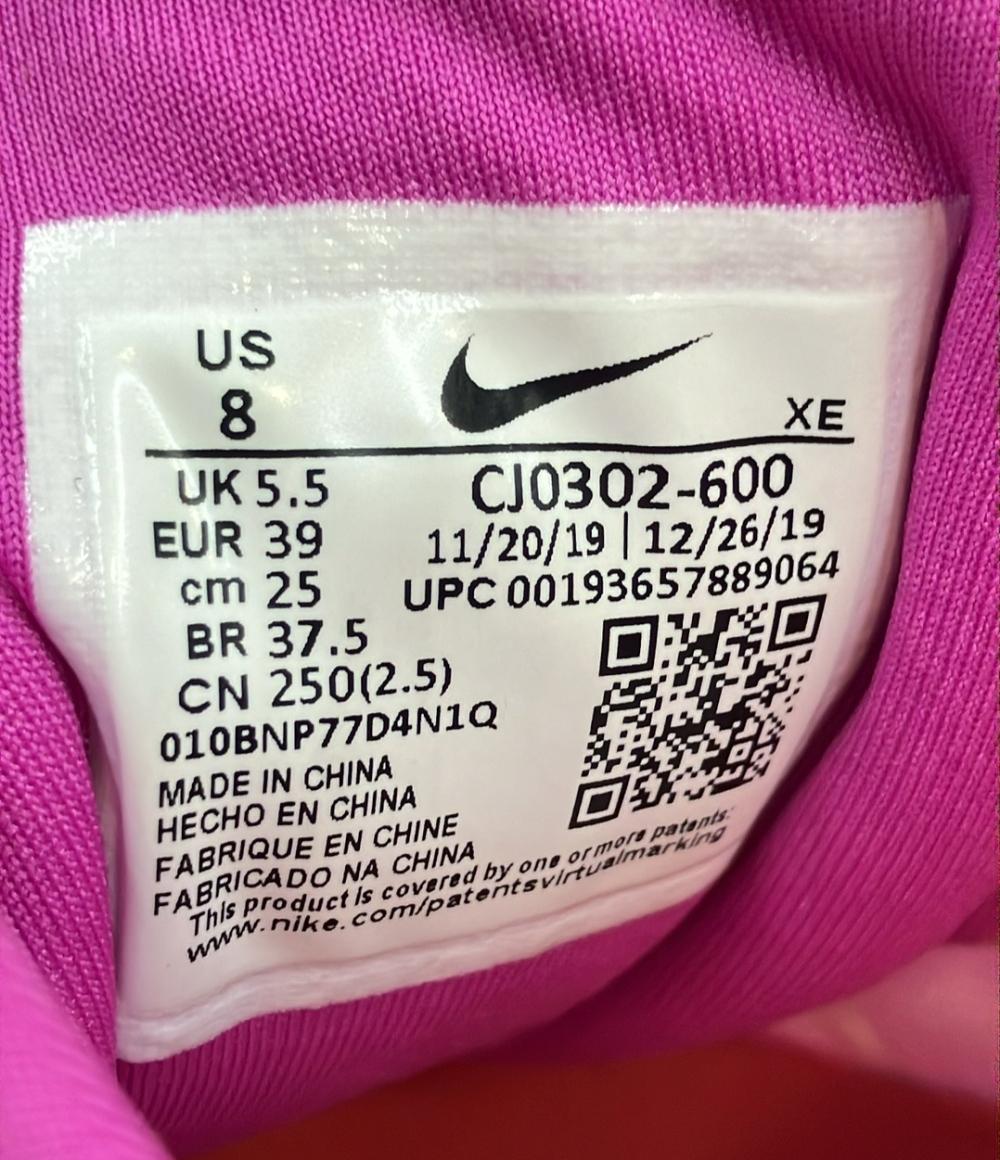 US
8
XE
UK 5.5
EUR 39
cm 25
BR 37.5
CN 250(2.5)
CJ0302-600
11/20/19 | 12/26/19
UPC 00193657889064
010BNP77D4N1Q
MADE IN CHINA
HECHO EN CHINA
FABRIQUE EN CHINE
FABRICADO NA CHINA
This product is covered by one or more patents:
www.nike.com/patentsvirtualmarking